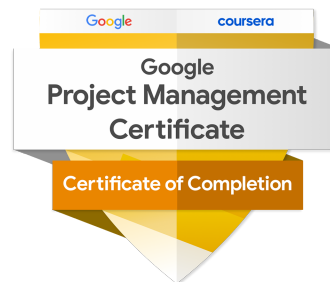 Google coursera
Google
Project Management
Certificate
Certificate of Completion